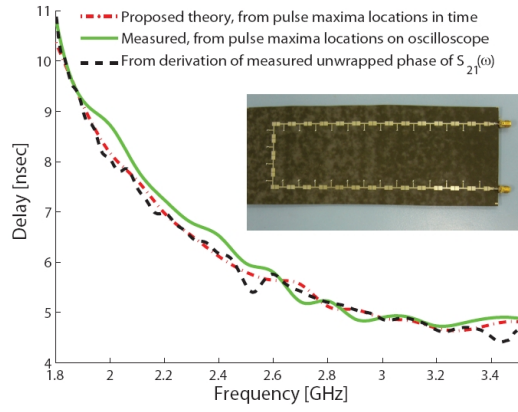 11
10
9
8
7
6
5
4
Delay [nsec]
Proposed theory, from pulse maxima locations in time
Measured, from pulse maxima locations on oscilloscope
From derivation of measured unwrapped phase of S21(ω)
1.8 2 2.2 2.4 2.6 2.8 3 3.2 3.4
Frequency [GHz]